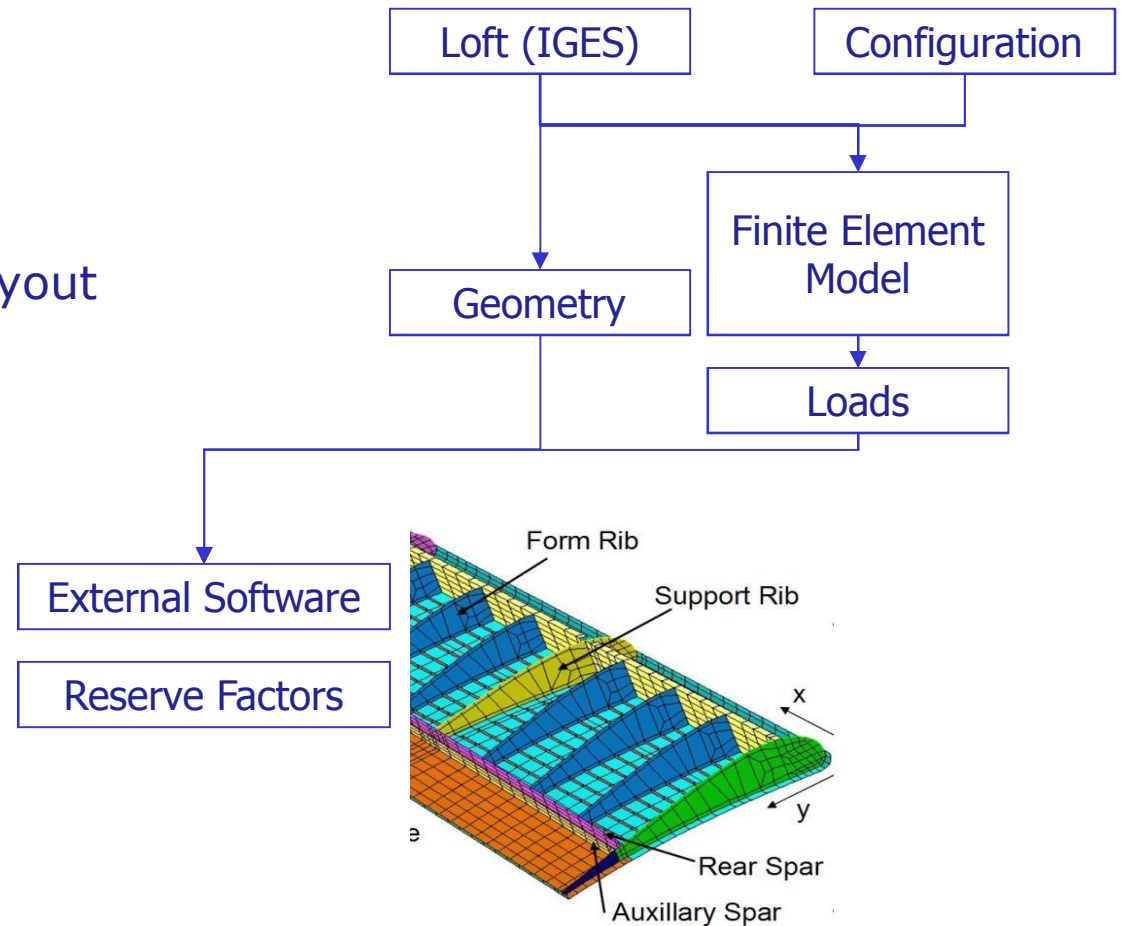 Loft (IGES)
Configuration
Finite Element
Model
yout
Geometry
Loads
External Software
Reserve Factors
Form Rib
Support Rib
x
y
e
Rear Spar
Auxillary Spar